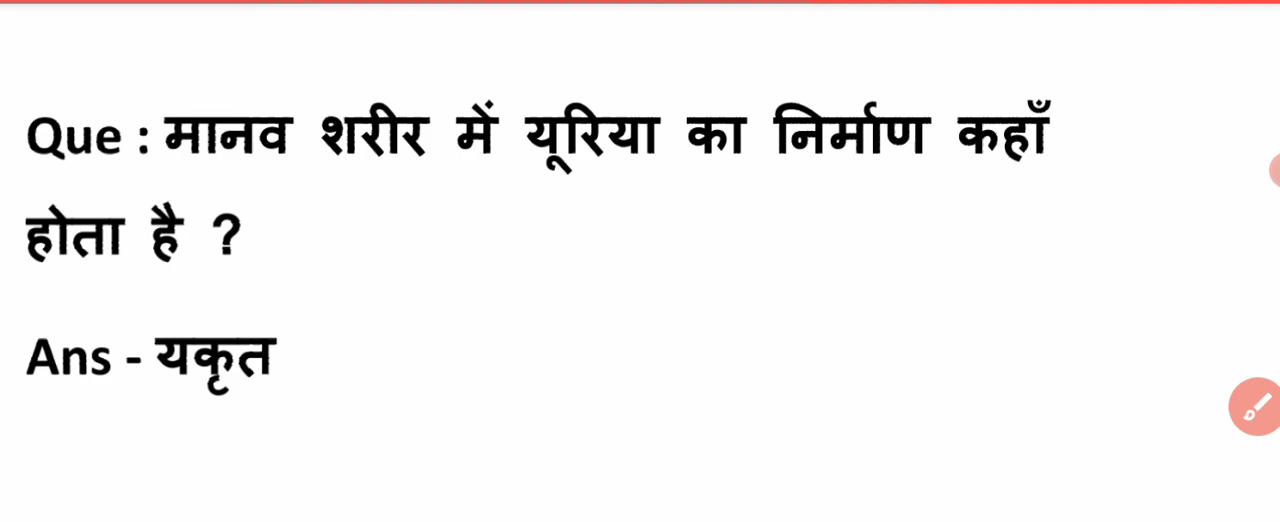 Que : मानव शरीर में यूरिया का निर्माण कहाँ
होता है ?
Ans - यकृत